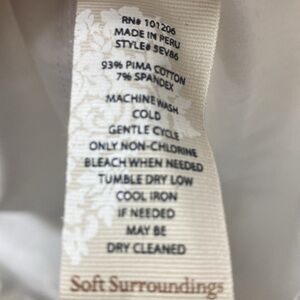 RN# 101206
MADE IN PERU
STYLE# 5EV86
93% PIMA COTTON
7% SPANDEX
MACHINE WASH
COLD
GENTLE CYCLE
ONLY NON-CHLORINE
BLEACH WHEN NEEDED
TUMBLE DRY LOW
COOL IRON
IF NEEDED
MAY BE
DRY CLEANED
Soft Surroundings